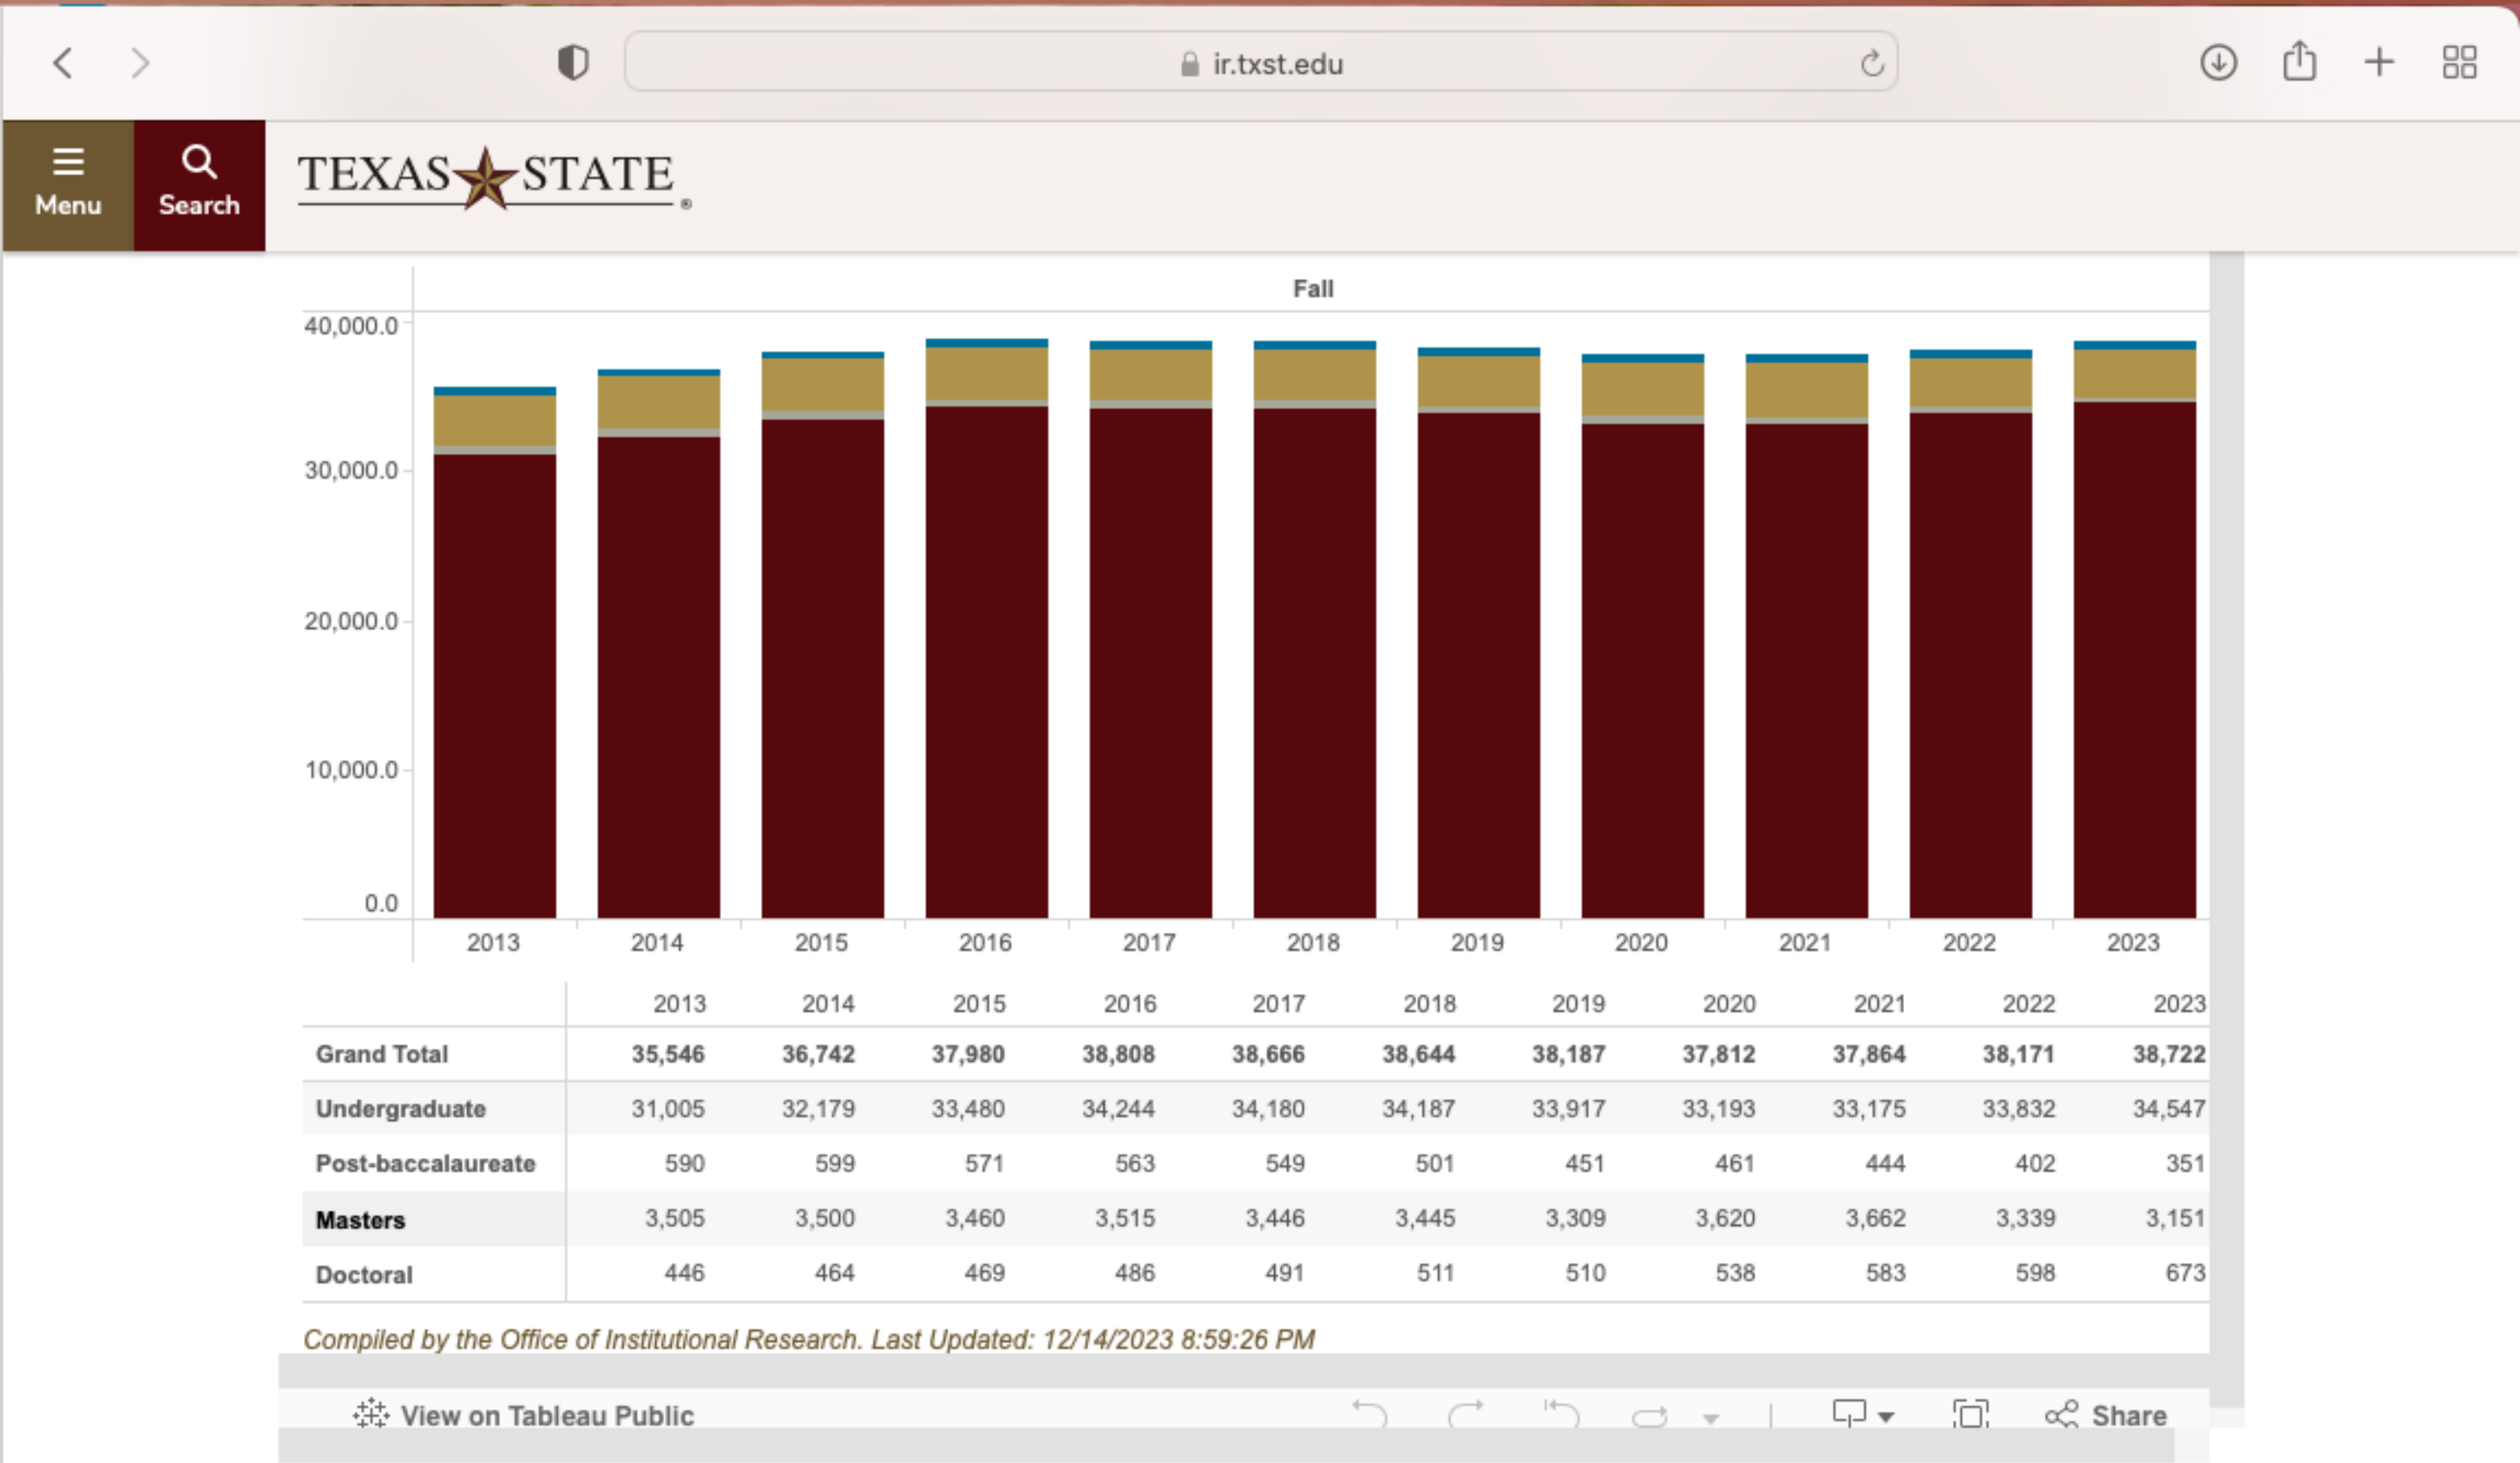 ir.txst.edu
Menu
Search
TEXAS STATE ®
Fall
40,000.0
30,000.0
20,000.0
10,000.0
0.0
2013 2014 2015 2016 2017 2018 2019 2020 2021 2022 2023
2013 2014 2015 2016 2017 2018 2019 2020 2021 2022 2023
Grand Total 35,546 36,742 37,980 38,808 38,666 38,644 38,187 37,812 37,864 38,171 38,722
Undergraduate 31,005 32,179 33,480 34,244 34,180 34,187 33,917 33,193 33,175 33,832 34,547
Post-baccalaureate 590 599 571 563 549 501 451 461 444 402 351
Masters 3,505 3,500 3,460 3,515 3,446 3,445 3,309 3,620 3,662 3,339 3,151
Doctoral 446 464 469 486 491 511 510 538 583 598 673
Compiled by the Office of Institutional Research. Last Updated: 12/14/2023 8:59:26 PM
View on Tableau Public
Share